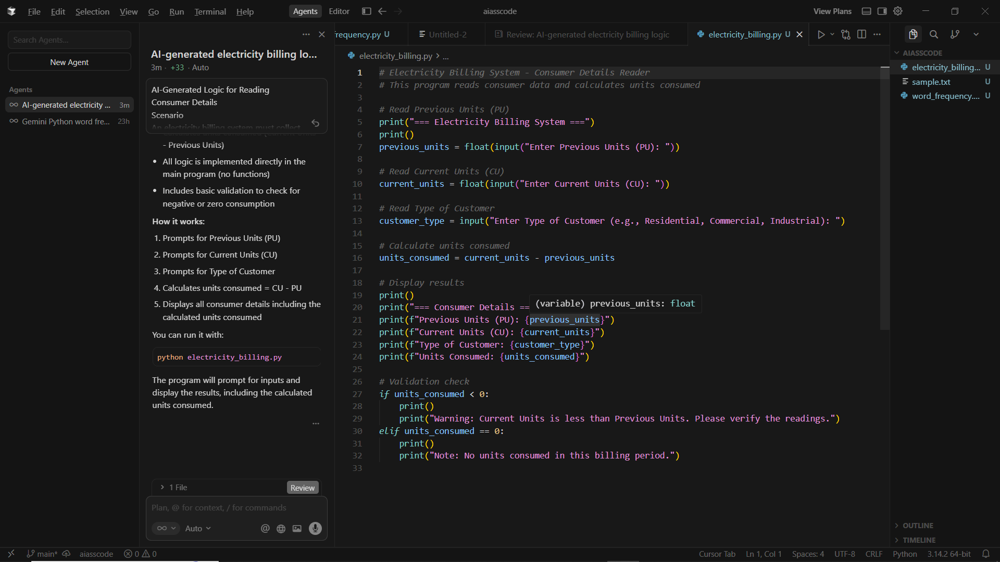 File Edit Selection View Go Run Terminal Help
Agents Editor
aiasscode
View Plans
Search Agents...
New Agent
Agents
AI-generated electricity ... 3m
Gemini Python word fre... 23h
AI-generated electricity billing lo...
3m · +33 · Auto
AI-Generated Logic for Reading
Consumer Details
Scenario
An electricity billing system must collect
- Previous Units)
• All logic is implemented directly in the
main program (no functions)
• Includes basic validation to check for
negative or zero consumption
How it works:
1. Prompts for Previous Units (PU)
2. Prompts for Current Units (CU)
3. Prompts for Type of Customer
4. Calculates units consumed = CU - PU
5. Displays all consumer details including the
calculated units consumed
You can run it with:
python electricity_billing.py
The program will prompt for inputs and
display the results, including the calculated
units consumed.
1 File Review
Plan, @ for context, / for commands
Auto
frequency.py U
Untitled-2
Review: AI-generated electricity billing logic
electricity_billing.py U
electricity_billing.py > ...
1 # Electricity Billing System - Consumer Details Reader
2 # This program reads consumer data and calculates units consumed
3
4 # Read Previous Units (PU)
5 print("=== Electricity Billing System ===")
6 print()
7 previous_units = float(input("Enter Previous Units (PU): "))
8
9 # Read Current Units (CU)
10 current_units = float(input("Enter Current Units (CU): "))
11
12 # Read Type of Customer
13 customer_type = input("Enter Type of Customer (e.g., Residential, Commercial, Industrial): ")
14
15 # Calculate units consumed
16 units_consumed = current_units - previous_units
17
18 # Display results
19 print()
20 print("=== Consumer Details ==
(variable) previous_units: float
21 print(f"Previous Units (PU): {previous_units}")
22 print(f"Current Units (CU): {current_units}")
23 print(f"Type of Customer: {customer_type}")
24 print(f"Units Consumed: {units_consumed}")
25
26 # Validation check
27 if units_consumed < 0:
28 print()
29 print("Warning: Current Units is less than Previous Units. Please verify the readings.")
30 elif units_consumed == 0:
31 print()
32 print("Note: No units consumed in this billing period.")
33
AIASSCODE
electricity_billing... U
sample.txt U
word_frequency.... U
OUTLINE
TIMELINE
main* aiasscode 0 0
Cursor Tab Ln 1, Col 1 Spaces: 4 UTF-8 CRLF Python 3.14.2 64-bit